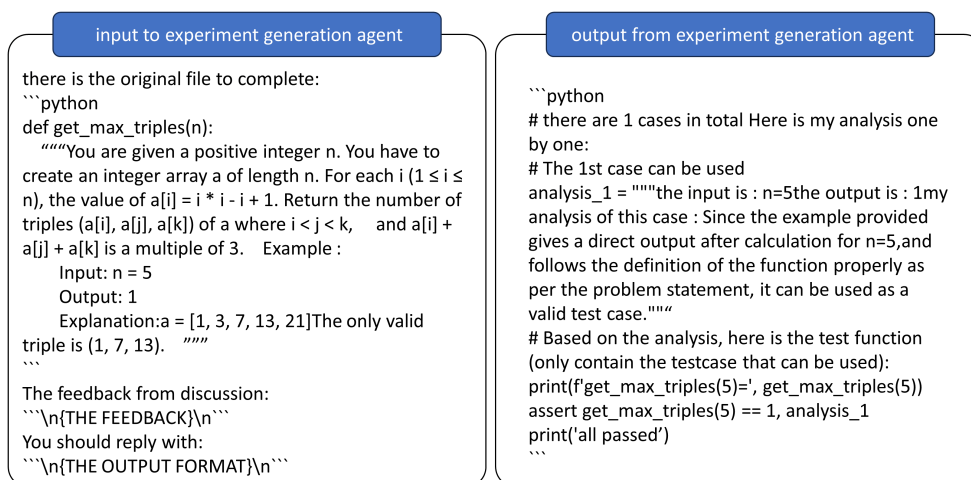 input to experiment generation agent
there is the original file to complete:
```python
def get_max_triples(n):
“““You are given a positive integer n. You have to
create an integer array a of length n. For each i (1 ≤ i ≤
n), the value of a[i] = i * i - i + 1. Return the number of
triples (a[i], a[j], a[k]) of a where i < j < k, and a[i] +
a[j] + a[k] is a multiple of 3. Example :
Input: n = 5
Output: 1
Explanation:a = [1, 3, 7, 13, 21]The only valid
triple is (1, 7, 13). ”””
```
The feedback from discussion:
```\n{THE FEEDBACK}\n```
You should reply with:
```\n{THE OUTPUT FORMAT}\n```
output from experiment generation agent
```python
# there are 1 cases in total Here is my analysis one
by one:
# The 1st case can be used
analysis_1 = """the input is : n=5the output is : 1my
analysis of this case : Since the example provided
gives a direct output after calculation for n=5,and
follows the definition of the function properly as
per the problem statement, it can be used as a
valid test case.""“
# Based on the analysis, here is the test function
(only contain the testcase that can be used):
print(f'get_max_triples(5)=', get_max_triples(5))
assert get_max_triples(5) == 1, analysis_1
print('all passed’)
```